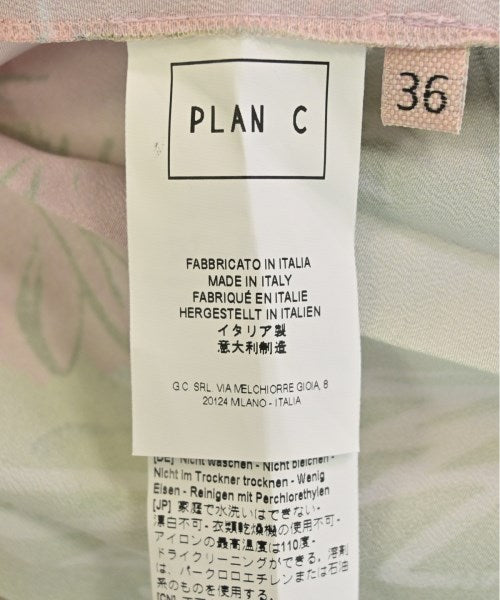 PLAN C
36
FABBRICATO IN ITALIA
MADE IN ITALY
FABRIQUÉ EN ITALIE
HERGESTELLT IN ITALIEN
イタリア製
意大利制造
G.C. SRL. VIA MELCHIORRE GIOIA, 8
20124 MILANO - ITALIA
[DE] Nicht waschen - Nicht bleichen -
Nicht im Trockner trocknen - Wenig
Eisen - Reinigen mit Perchlorethylen
[JP] 家庭で水洗いはできない-
漂白不可- 衣類乾燥機の使用不可-
アイロンの最高温度は110度-
ドライクリーニングができる。溶剤
は、パークロロエチレンまたは石油
系のものを使用する。